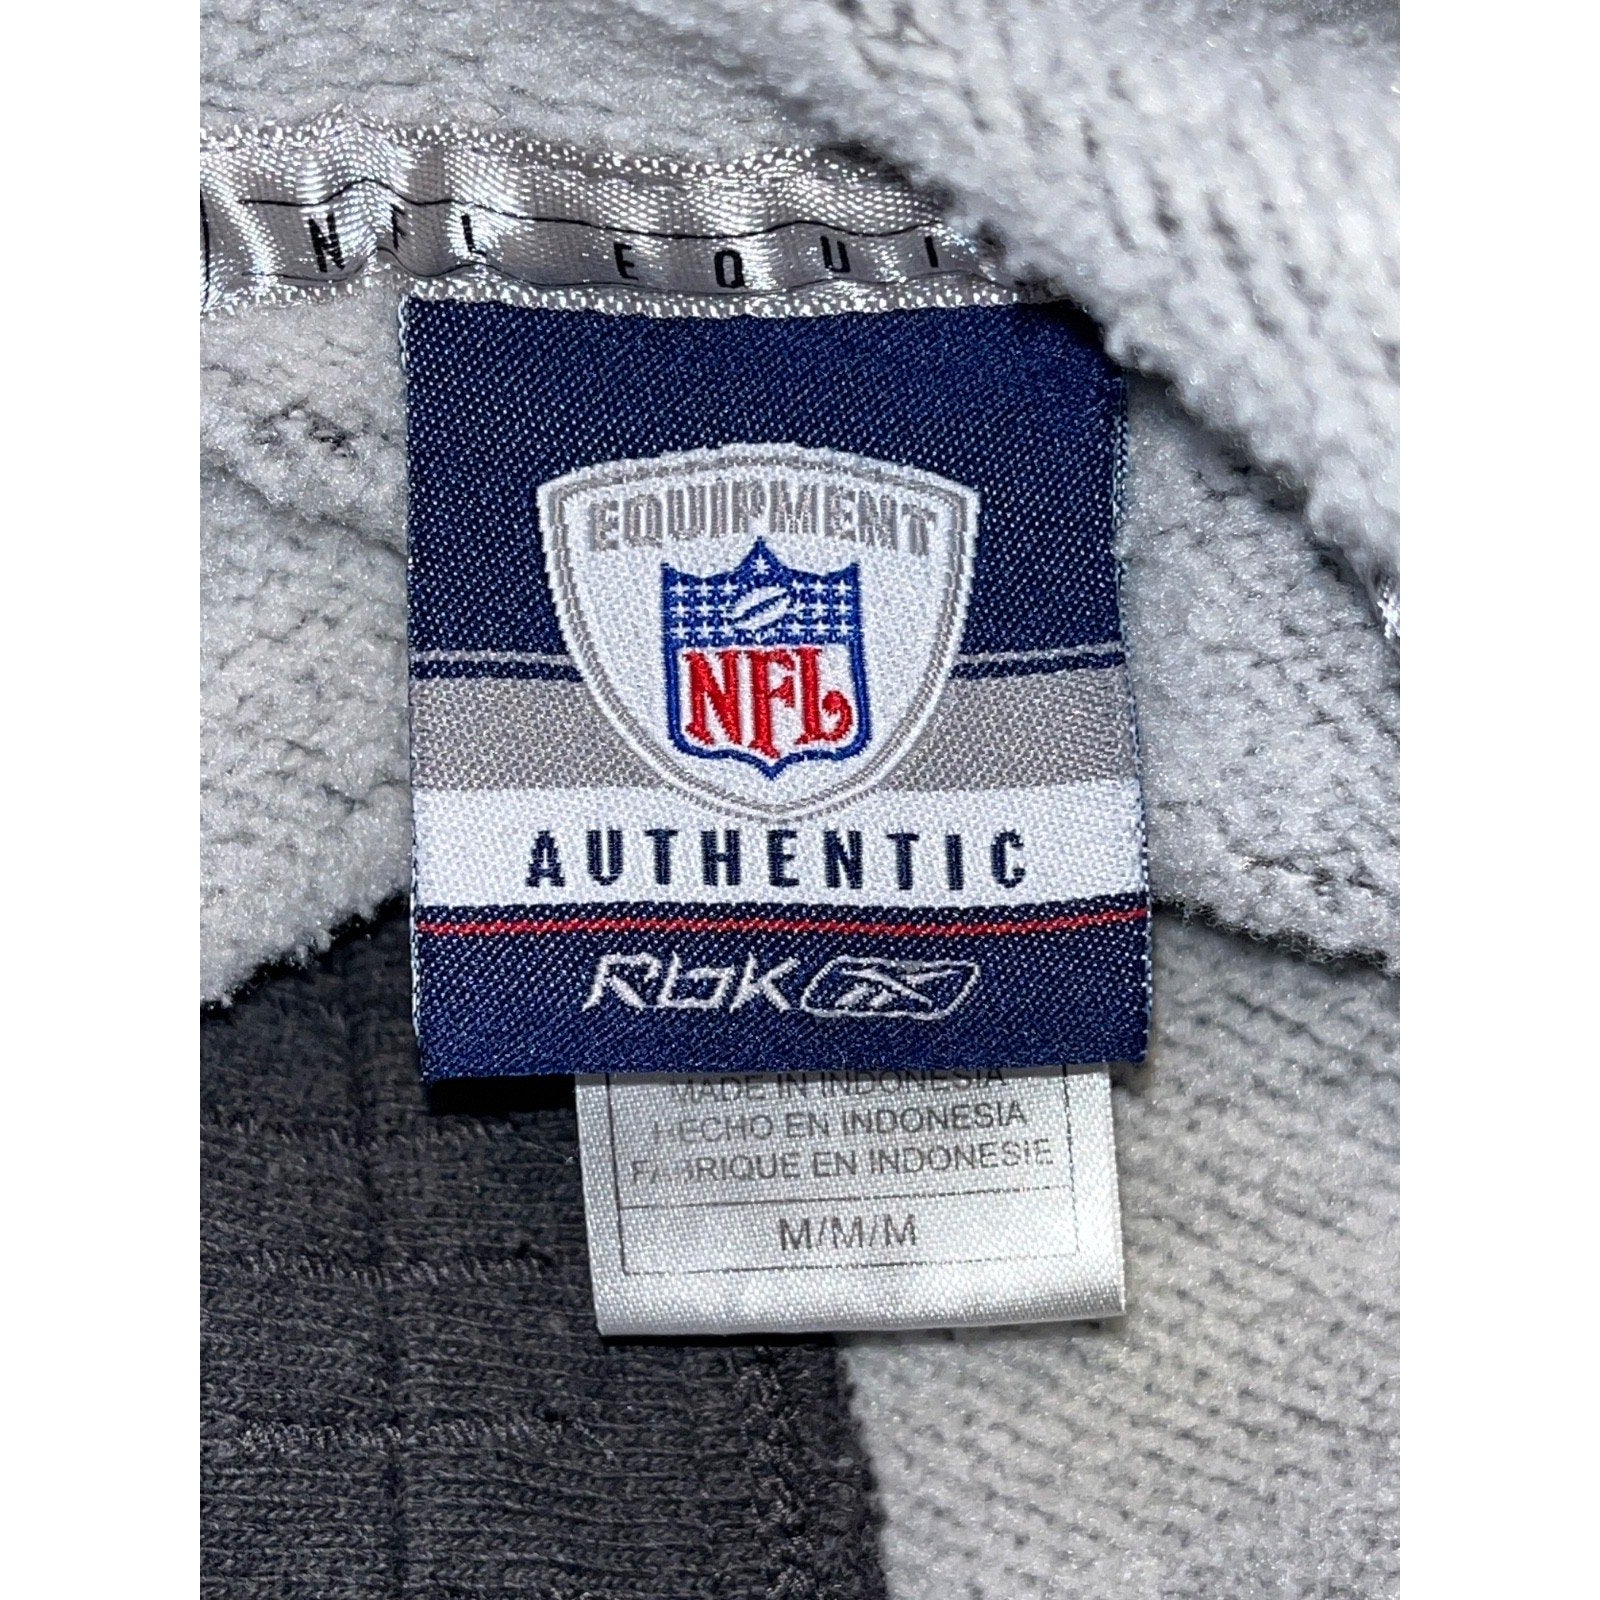 NFL EQUI
EQUIPMENT
NFL
AUTHENTIC
Rbk
MADE IN INDONESIA
HECHO EN INDONESIA
FABRIQUE EN INDONESIE
M/M/M